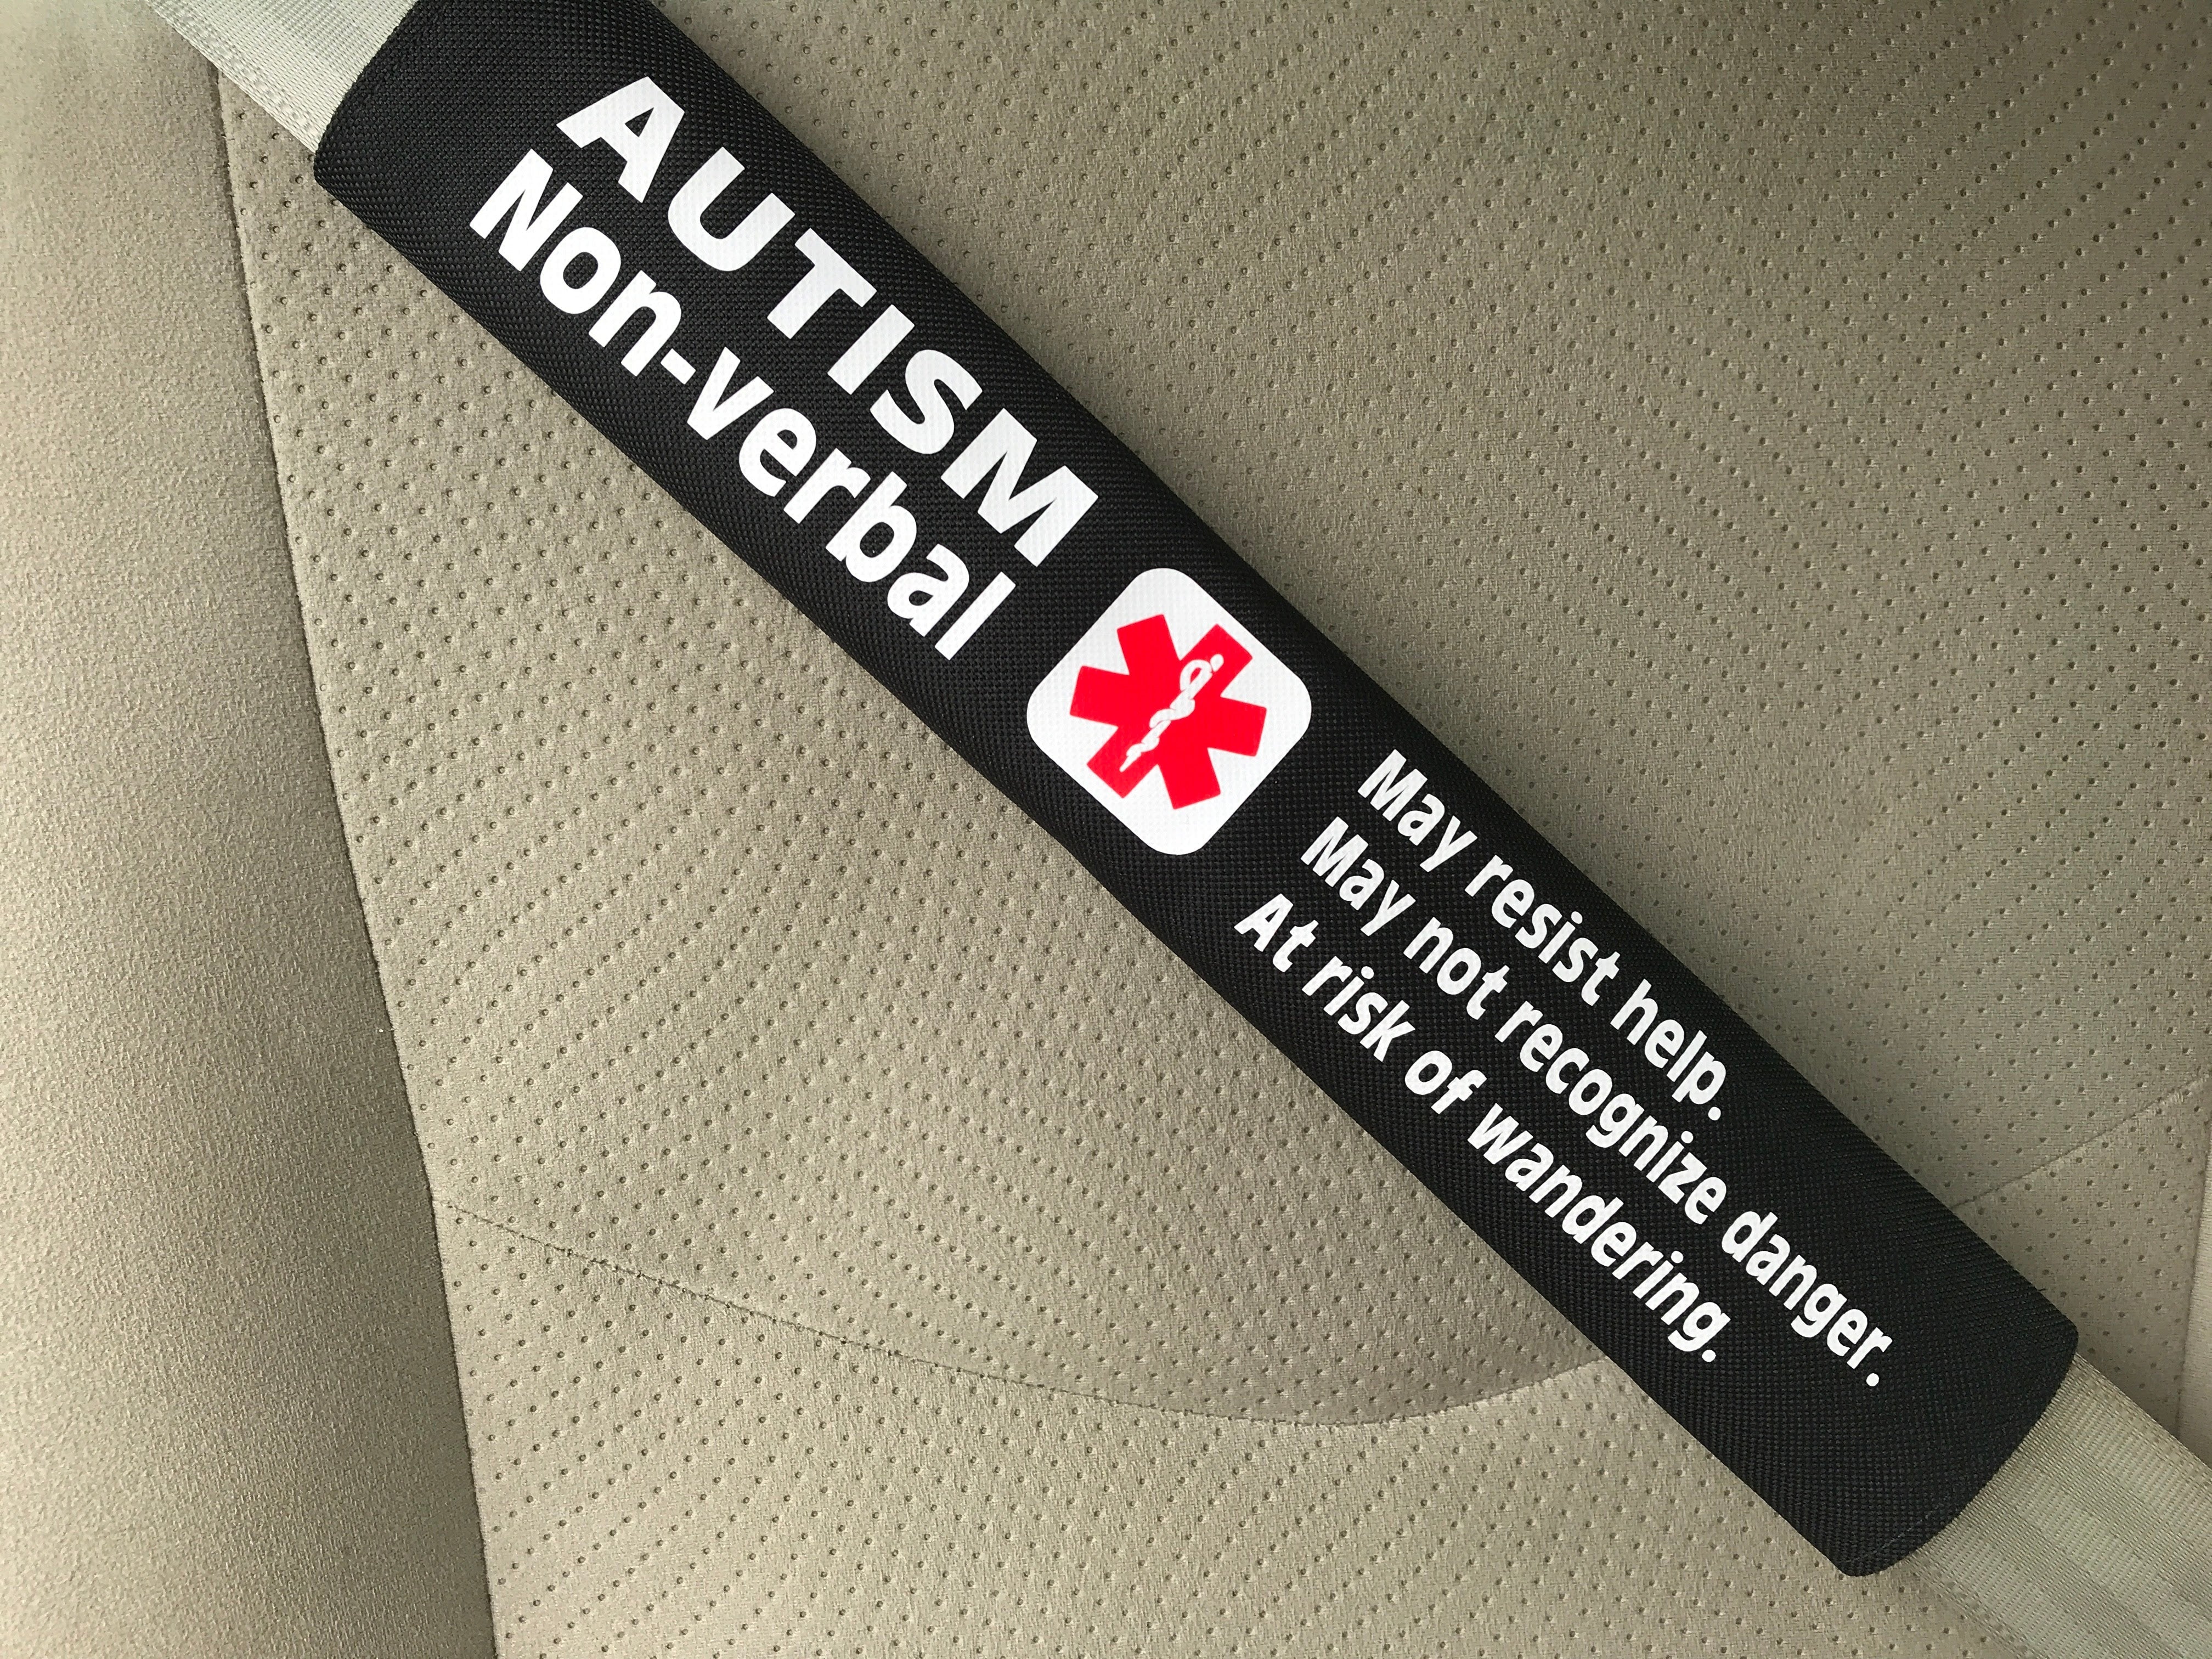 AUTISM
Non-verbal
May resist help.
May not recognize danger.
At risk of wandering.